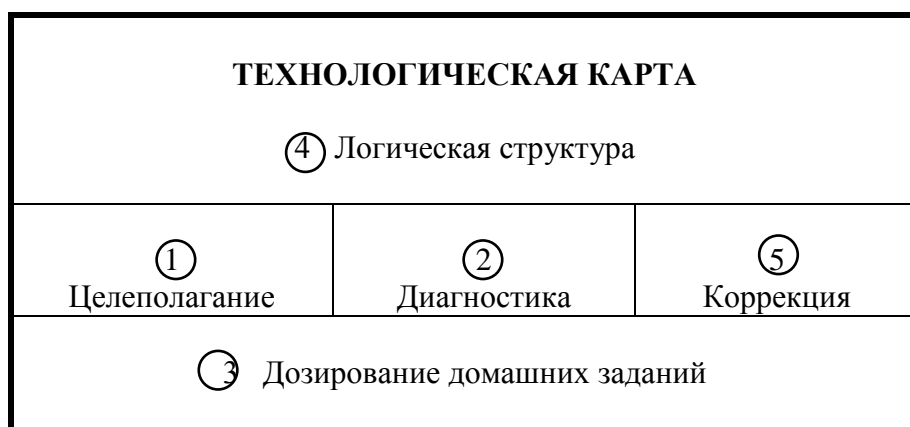 ТЕХНОЛОГИЧЕСКАЯ КАРТА
4 Логическая структура
1
Целеполагание
2
Диагностика
5
Коррекция
3 Дозирование домашних заданий